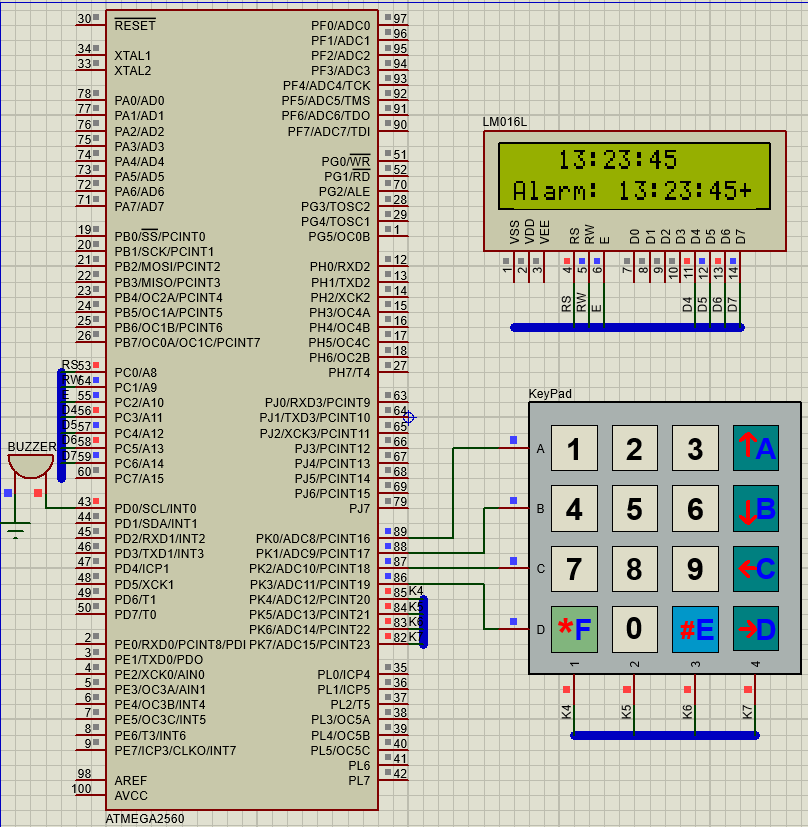 30 RESET
34 XTAL1
33 XTAL2
78 PA0/AD0
77 PA1/AD1
76 PA2/AD2
75 PA3/AD3
74 PA4/AD4
73 PA5/AD5
72 PA6/AD6
71 PA7/AD7
19 PB0/SS/PCINT0
20 PB1/SCK/PCINT1
21 PB2/MOSI/PCINT2
22 PB3/MISO/PCINT3
23 PB4/OC2A/PCINT4
24 PB5/OC1A/PCINT5
25 PB6/OC1B/PCINT6
26 PB7/OC0A/OC1C/PCINT7
RS 53 PC0/A8
RW 54 PC1/A9
E 55 PC2/A10
D4 56 PC3/A11
D5 57 PC4/A12
D6 58 PC5/A13
D7 59 PC6/A14
60 PC7/A15
BUZZER
43 PD0/SCL/INT0
44 PD1/SDA/INT1
45 PD2/RXD1/INT2
46 PD3/TXD1/INT3
47 PD4/ICP1
48 PD5/XCK1
49 PD6/T1
50 PD7/T0
2 PE0/RXD0/PCINT8/PDI
3 PE1/TXD0/PDO
4 PE2/XCK0/AIN0
5 PE3/OC3A/AIN1
6 PE4/OC3B/INT4
7 PE5/OC3C/INT5
8 PE6/T3/INT6
9 PE7/ICP3/CLKO/INT7
98 AREF
100 AVCC
PF0/ADC0 97
PF1/ADC1 96
PF2/ADC2 95
PF3/ADC3 94
PF4/ADC4/TCK 93
PF5/ADC5/TMS 92
PF6/ADC6/TDO 91
PF7/ADC7/TDI 90
PG0/WR 51
PG1/RD 52
PG2/ALE 70
PG3/TOSC2 28
PG4/TOSC1 29
PG5/OC0B 1
PH0/RXD2 12
PH1/TXD2 13
PH2/XCK2 14
PH3/OC4A 15
PH4/OC4B 16
PH5/OC4C 17
PH6/OC2B 18
PH7/T4 27
PJ0/RXD3/PCINT9 63
PJ1/TXD3/PCINT10 64
PJ2/XCK3/PCINT11 65
PJ3/PCINT12 66
PJ4/PCINT13 67
PJ5/PCINT14 68
PJ6/PCINT15 69
PJ7 79
PK0/ADC8/PCINT16 89
PK1/ADC9/PCINT17 88
PK2/ADC10/PCINT18 87
PK3/ADC11/PCINT19 86
PK4/ADC12/PCINT20 85 K4
PK5/ADC13/PCINT21 84 K5
PK6/ADC14/PCINT22 83 K6
PK7/ADC15/PCINT23 82 K7
PL0/ICP4 35
PL1/ICP5 36
PL2/T5 37
PL3/OC5A 38
PL4/OC5B 39
PL5/OC5C 40
PL6 41
PL7 42
ATMEGA2560
LM016L
13:23:45
Alarm: 13:23:45+
VSS VDD VEE RS RW E D0 D1 D2 D3 D4 D5 D6 D7
1 2 3 4 5 6 7 8 9 10 11 12 13 14
RS RW E D4 D5 D6 D7
KeyPad
A 1 2 3 ↑A
B 4 5 6 ↓B
C 7 8 9 ←C
D *F 0 #E →D
1 2 3 4
K4 K5 K6 K7